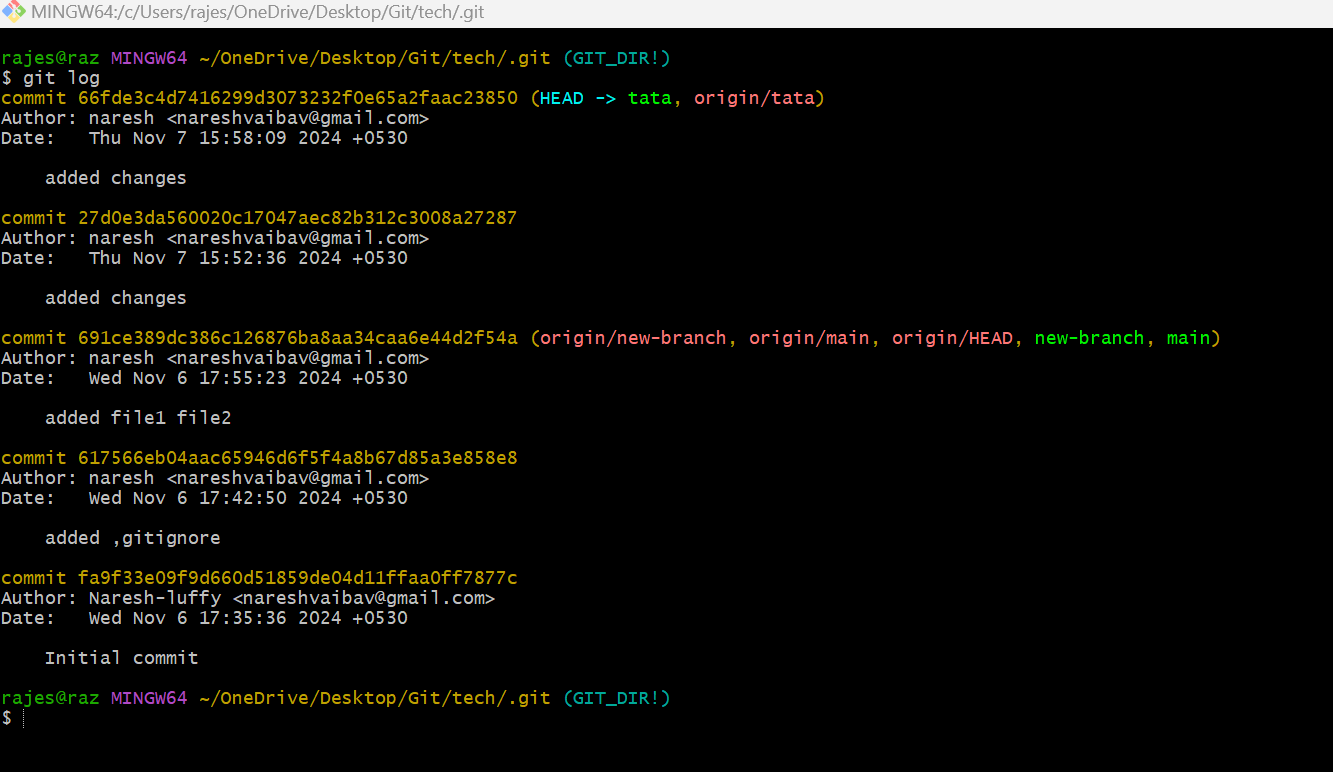 MINGW64:/c/Users/rajes/OneDrive/Desktop/Git/tech/.git
rajes@raz MINGW64 ~/OneDrive/Desktop/Git/tech/.git (GIT_DIR!)
$ git log
commit 66fde3c4d7416299d3073232f0e65a2faac23850 (HEAD -> tata, origin/tata)
Author: naresh <nareshvaibav@gmail.com>
Date:   Thu Nov 7 15:58:09 2024 +0530
    added changes
commit 27d0e3da560020c17047aec82b312c3008a27287
Author: naresh <nareshvaibav@gmail.com>
Date:   Thu Nov 7 15:52:36 2024 +0530
    added changes
commit 691ce389dc386c126876ba8aa34caa6e44d2f54a (origin/new-branch, origin/main, origin/HEAD, new-branch, main)
Author: naresh <nareshvaibav@gmail.com>
Date:   Wed Nov 6 17:55:23 2024 +0530
    added file1 file2
commit 617566eb04aac65946d6f5f4a8b67d85a3e858e8
Author: naresh <nareshvaibav@gmail.com>
Date:   Wed Nov 6 17:42:50 2024 +0530
    added ,gitignore
commit fa9f33e09f9d660d51859de04d11ffaa0ff7877c
Author: Naresh-luffy <nareshvaibav@gmail.com>
Date:   Wed Nov 6 17:35:36 2024 +0530
    Initial commit
rajes@raz MINGW64 ~/OneDrive/Desktop/Git/tech/.git (GIT_DIR!)
$